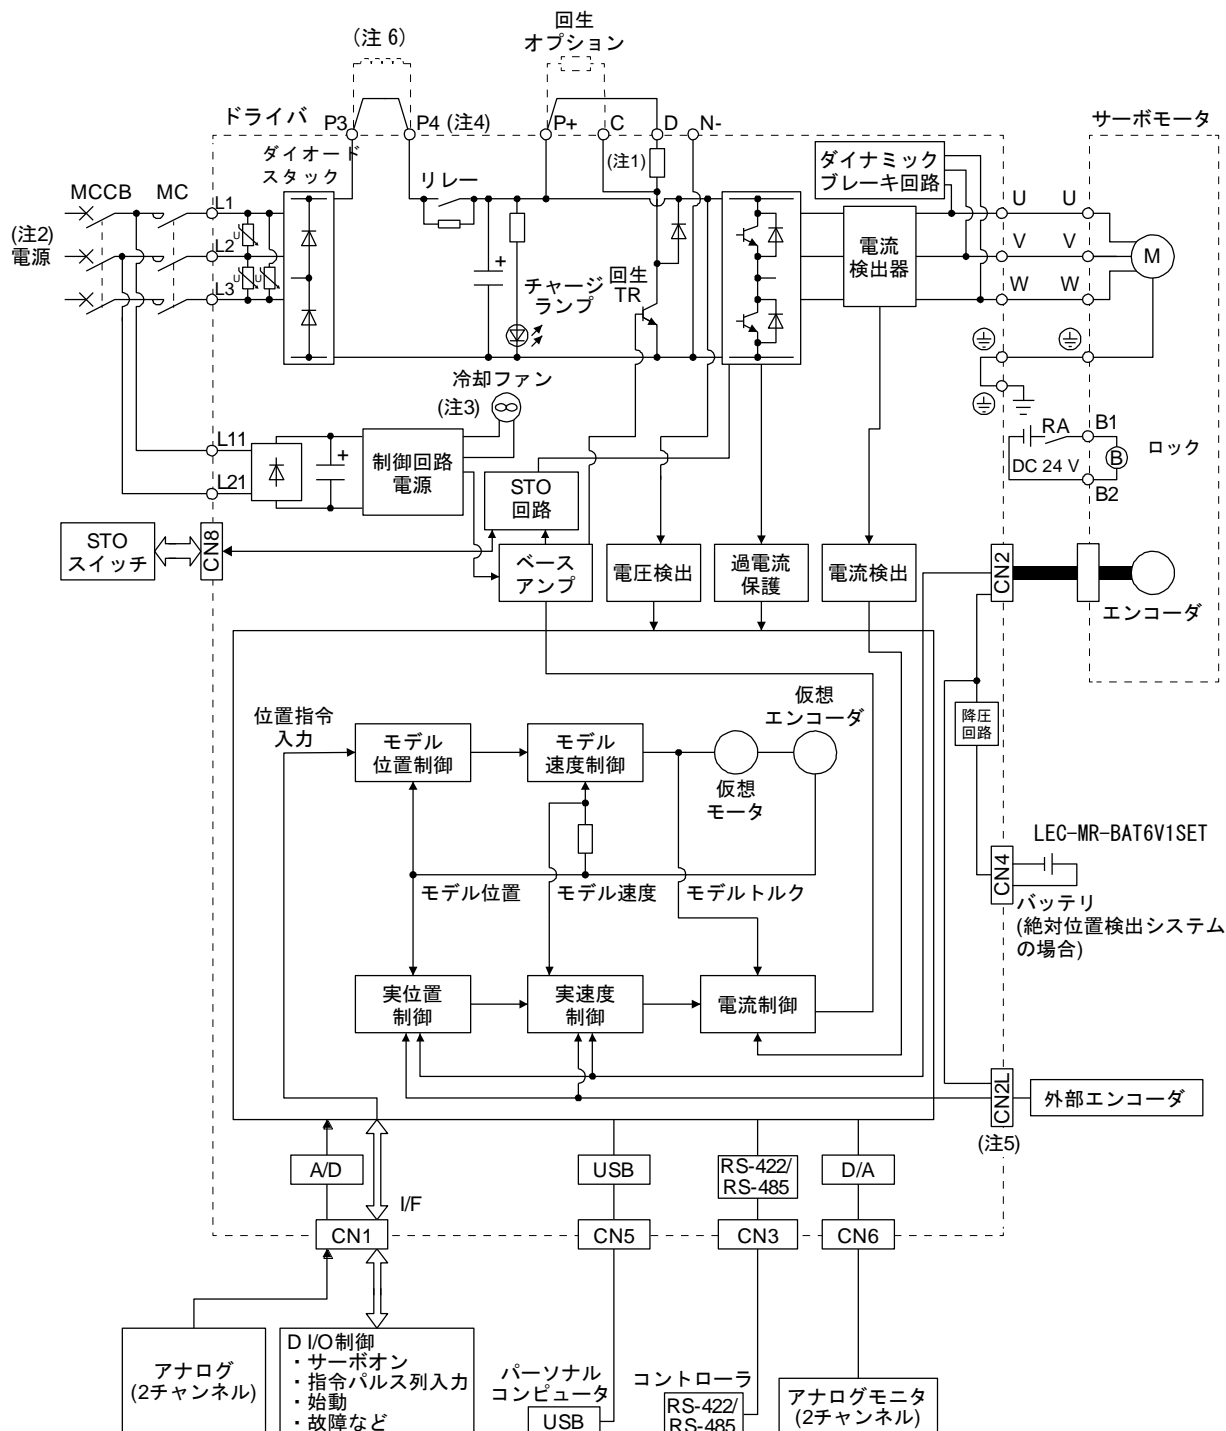 (注 6)
回生
オプション
ドライバ
P3
P4 (注4)
P+
C
D
N-
サーボモータ
ダイオード
スタック
リレー
(注1)
ダイナミック
ブレーキ回路
MCCB
MC
L1
L2
L3
U
U
U
(注2)
電源
+
チャージ
ランプ
回生
TR
電流
検出器
U
U
V
V
W
W
M
冷却ファン
(注3)
L11
L21
+
制御回路
電源
STO
回路
RA
DC 24 V
B1
B
B2
ロック
STO
スイッチ
CN8
ベース
アンプ
電圧検出
過電流
保護
電流検出
CN2
エンコーダ
位置指令
入力
モデル
位置制御
モデル
速度制御
仮想
モータ
仮想
エンコーダ
降圧
回路
モデル位置
モデル速度
モデルトルク
LEC-MR-BAT6V1SET
CN4
バッテリ
(絶対位置検出システム
の場合)
実位置
制御
実速度
制御
電流制御
CN2L
外部エンコーダ
(注5)
A/D
I/F
USB
RS-422/
RS-485
D/A
CN1
CN5
CN3
CN6
アナログ
(2チャンネル)
D I/O制御
・サーボオン
・指令パルス列入力
・始動
・故障など
パーソナル
コンピュータ
USB
コントローラ
RS-422/
RS-485
アナログモニタ
(2チャンネル)